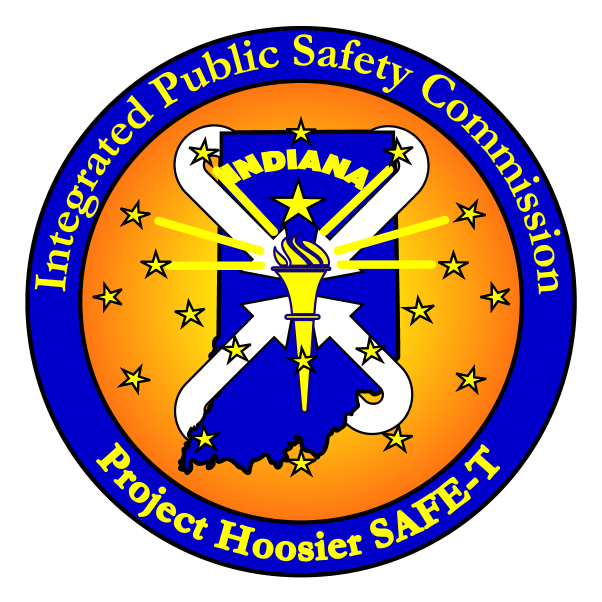 Integrated Public Safety Commission
INDIANA
Project Hoosier SAFE-T